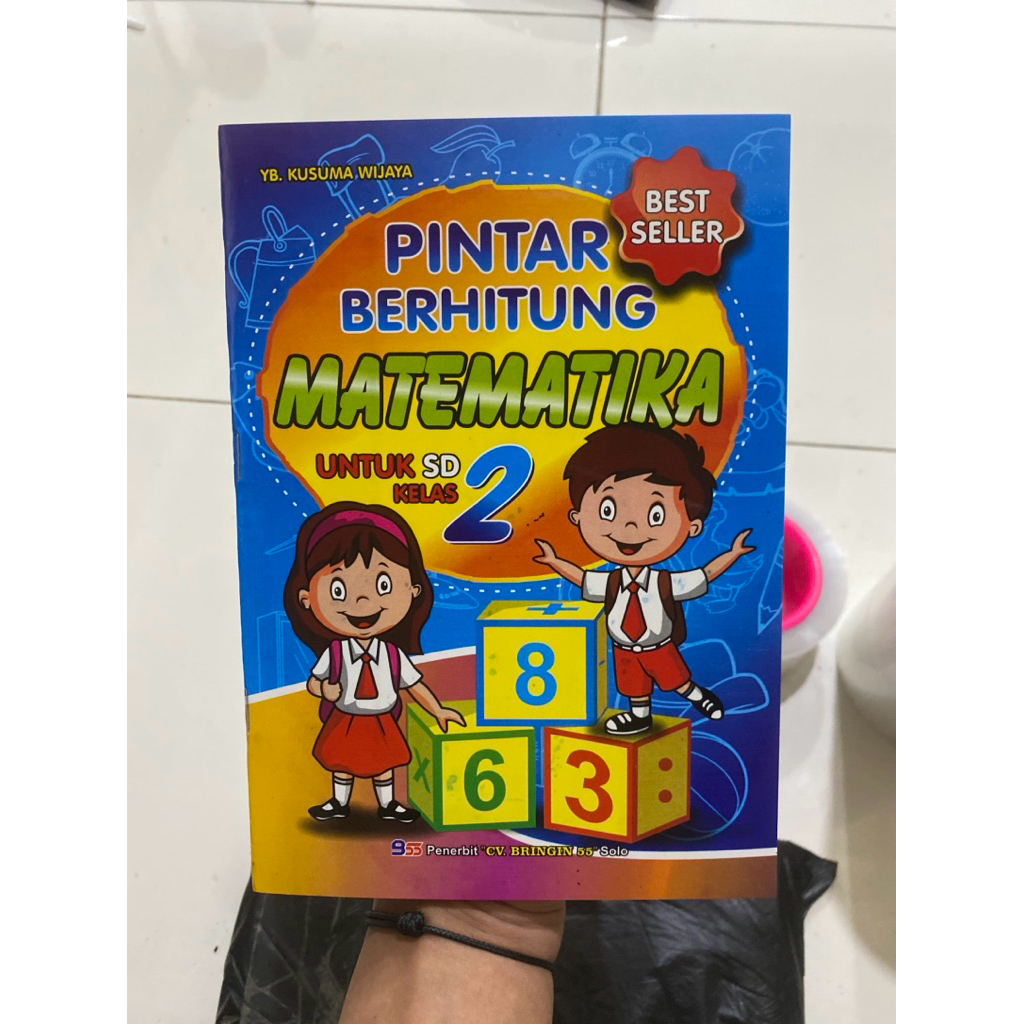 YB. KUSUMA WIJAYA
BEST
SELLER
PINTAR
BERHITUNG
MATEMATIKA
UNTUK SD
KELAS 2
+
8
x 6
3 :
B55 Penerbit "CV. BRINGIN 55" Solo